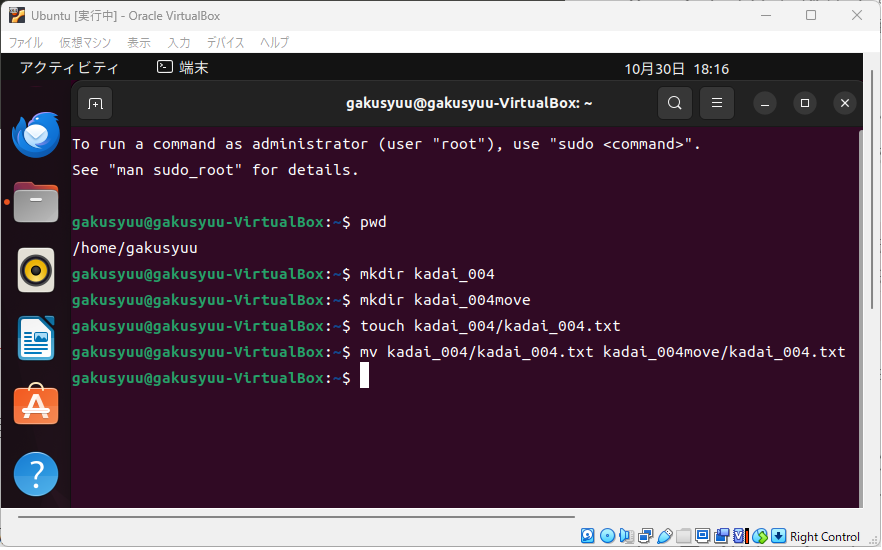 Ubuntu [実行中] - Oracle VirtualBox
ファイル 仮想マシン 表示 入力 デバイス ヘルプ
アクティビティ 端末 10月30日 18:16
gakusyuu@gakusyuu-VirtualBox: ~
To run a command as administrator (user "root"), use "sudo <command>".
See "man sudo_root" for details.
gakusyuu@gakusyuu-VirtualBox:~$ pwd
/home/gakusyuu
gakusyuu@gakusyuu-VirtualBox:~$ mkdir kadai_004
gakusyuu@gakusyuu-VirtualBox:~$ mkdir kadai_004move
gakusyuu@gakusyuu-VirtualBox:~$ touch kadai_004/kadai_004.txt
gakusyuu@gakusyuu-VirtualBox:~$ mv kadai_004/kadai_004.txt kadai_004move/kadai_004.txt
gakusyuu@gakusyuu-VirtualBox:~$
Right Control